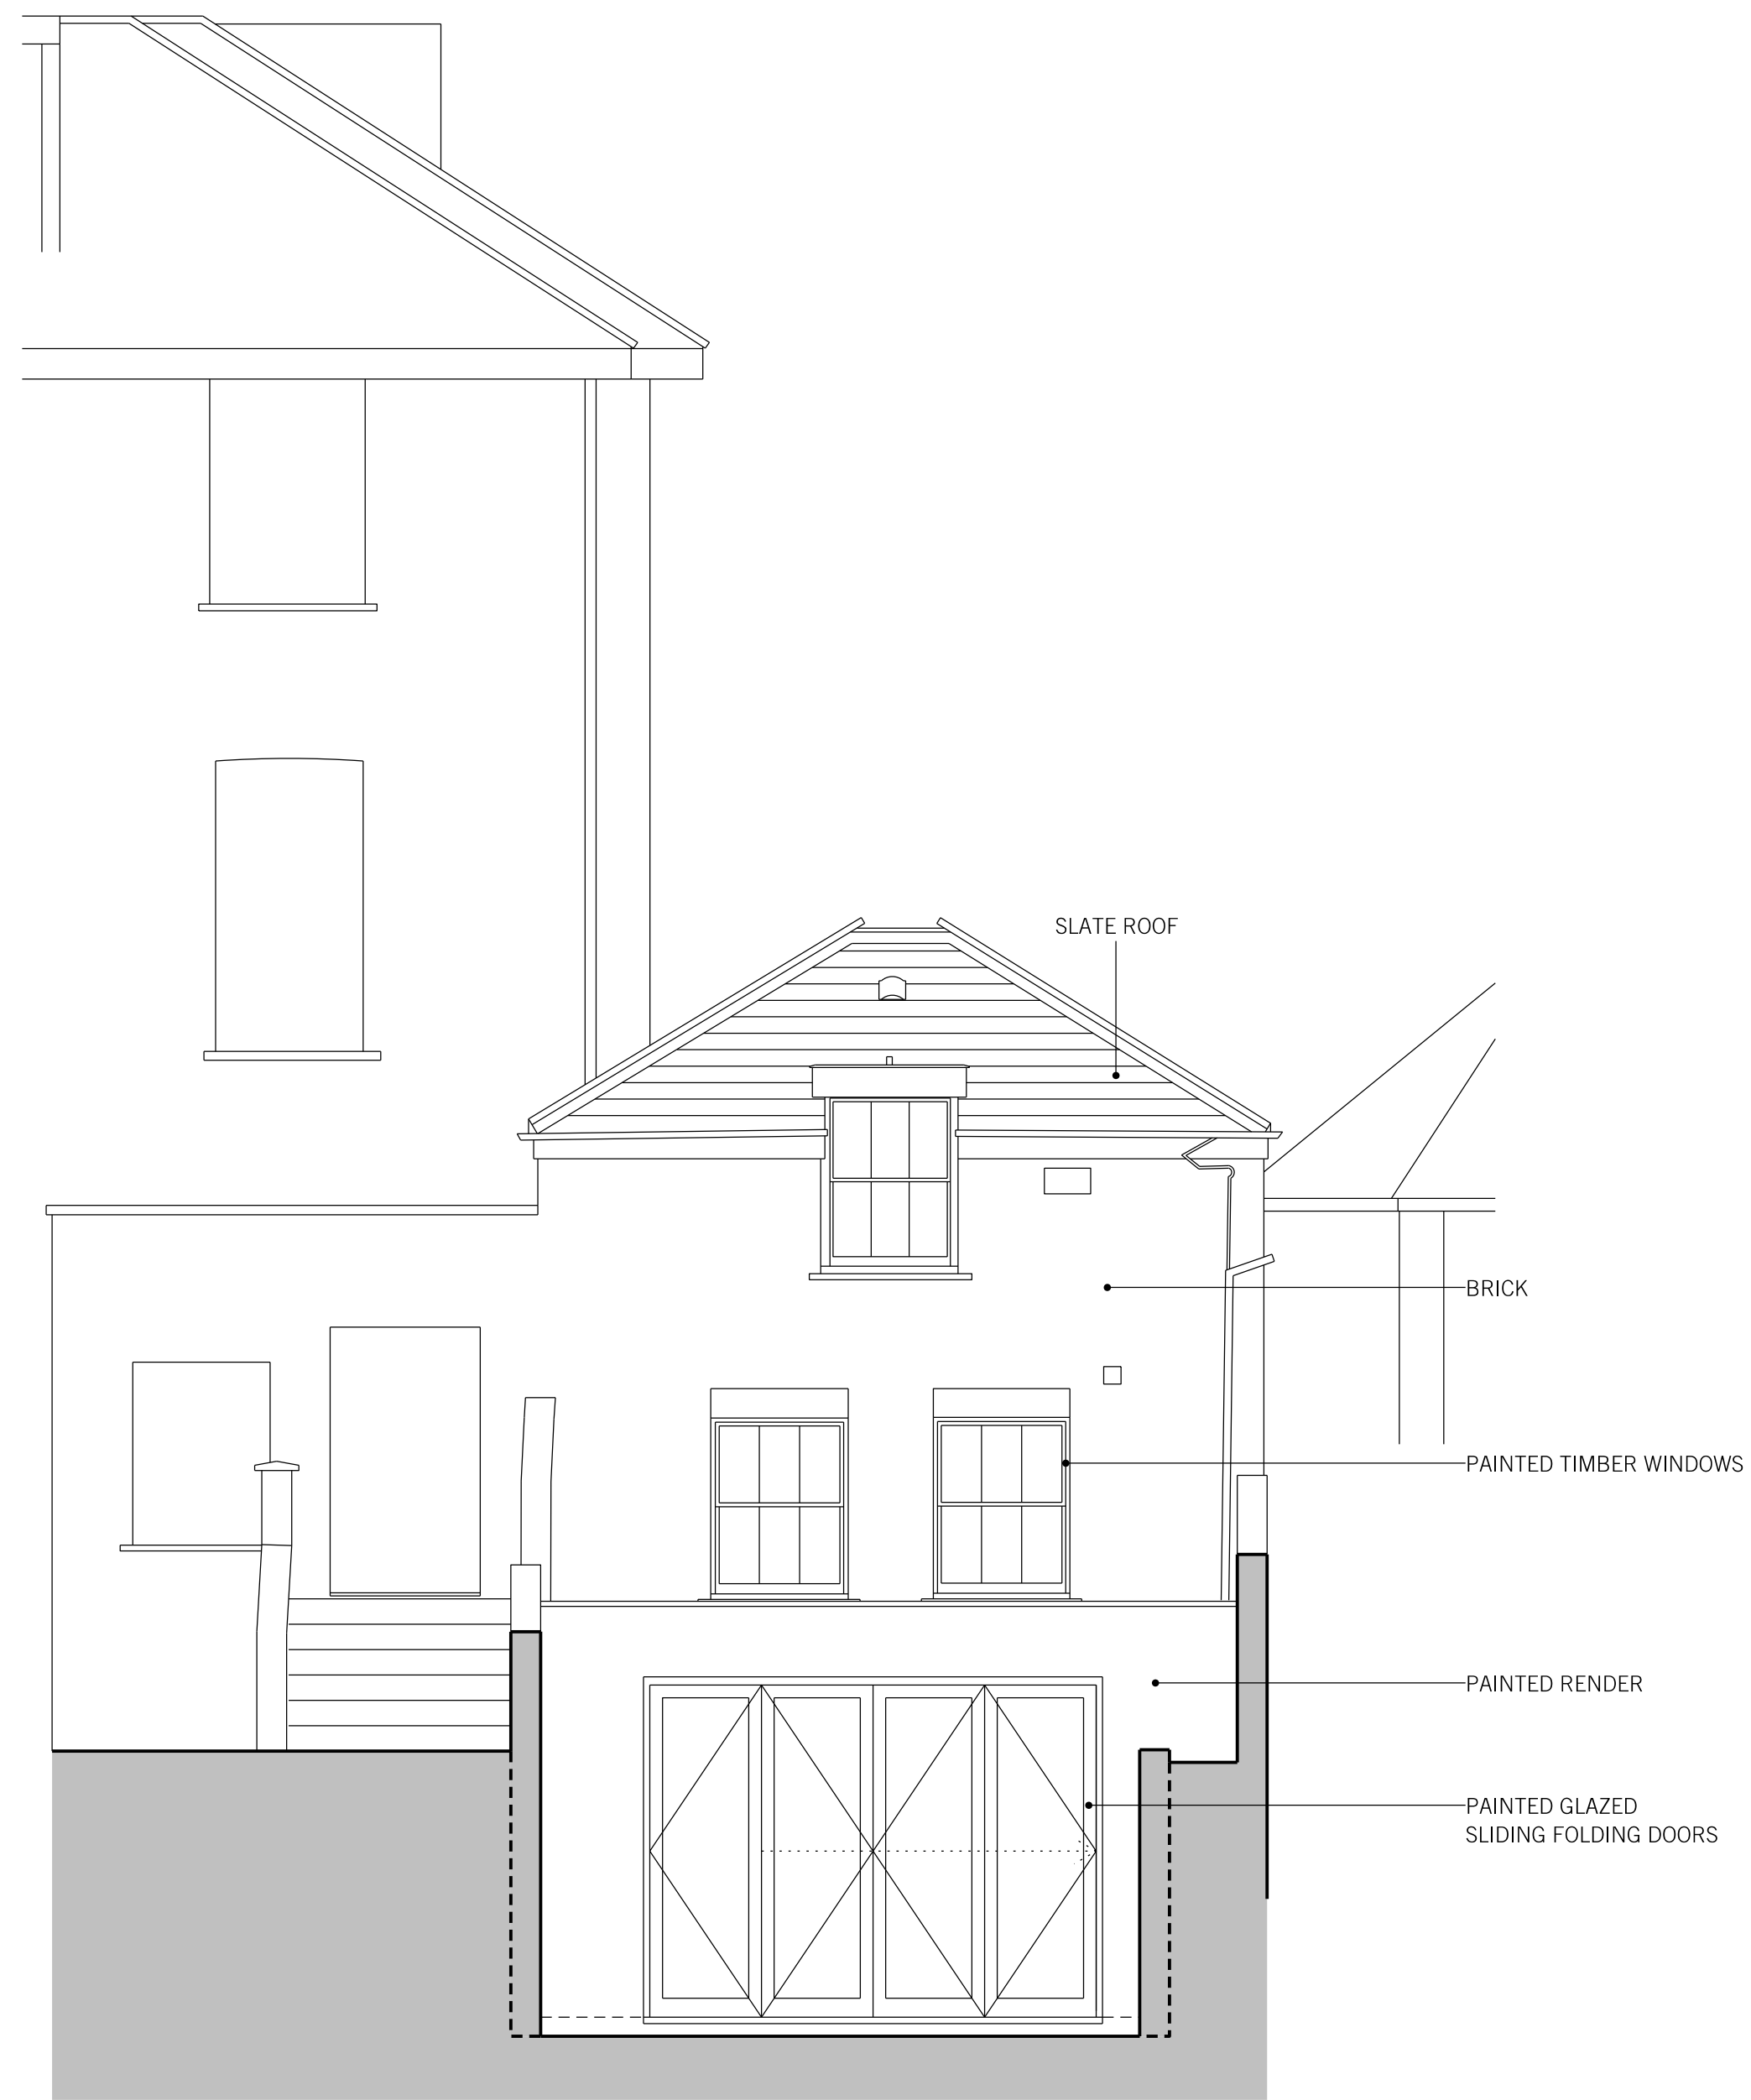 SLATE ROOF
BRICK
PAINTED TIMBER WINDOWS
PAINTED RENDER
PAINTED GLAZED
SLIDING FOLDING DOORS